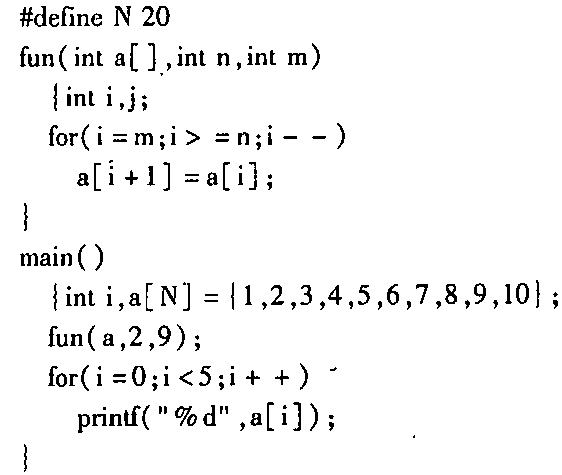 #define N 20
fun(int a[],int n,int m)
{int i,j;
for(i=m;i> =n;i- -)
a[i+1]=a[i];
}
main()
{int i,a[N]={1,2,3,4,5,6,7,8,9,10};
fun(a,2,9);
for(i=0;i<5;i+ +)
printf("%d",a[i]);
}